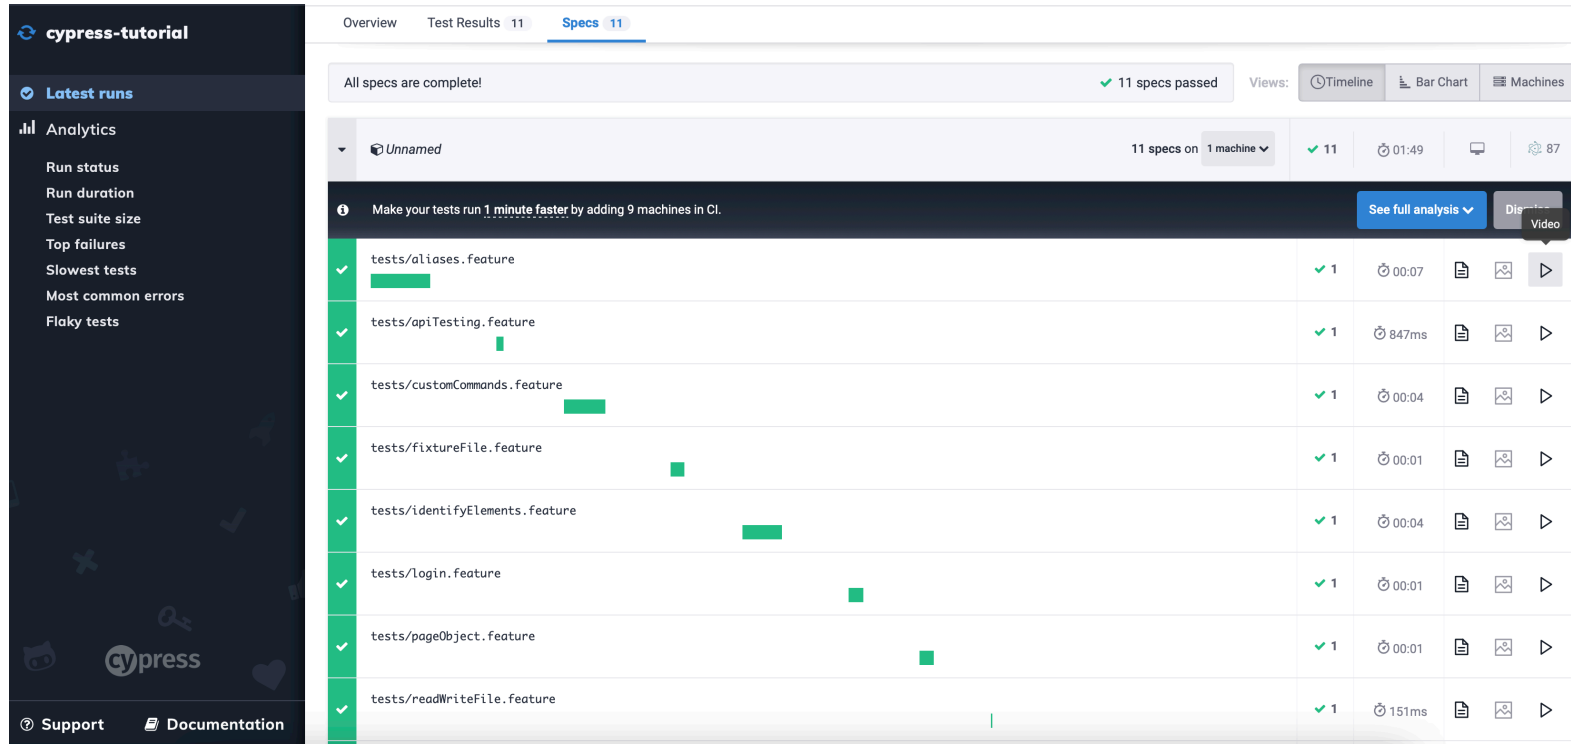 cypress-tutorial
Latest runs
Analytics
Run status
Run duration
Test suite size
Top failures
Slowest tests
Most common errors
Flaky tests
cypress
Support
Documentation
Overview
Test Results 11
Specs 11
All specs are complete!
11 specs passed
Views:
Timeline
Bar Chart
Machines
Unnamed
11 specs on 1 machine
11
01:49
87
Make your tests run 1 minute faster by adding 9 machines in CI.
See full analysis
Video
tests/aliases.feature
1
00:07
tests/apiTesting.feature
1
847ms
tests/customCommands.feature
1
00:04
tests/fixtureFile.feature
1
00:01
tests/identifyElements.feature
1
00:04
tests/login.feature
1
00:01
tests/pageObject.feature
1
00:01
tests/readWriteFile.feature
1
151ms